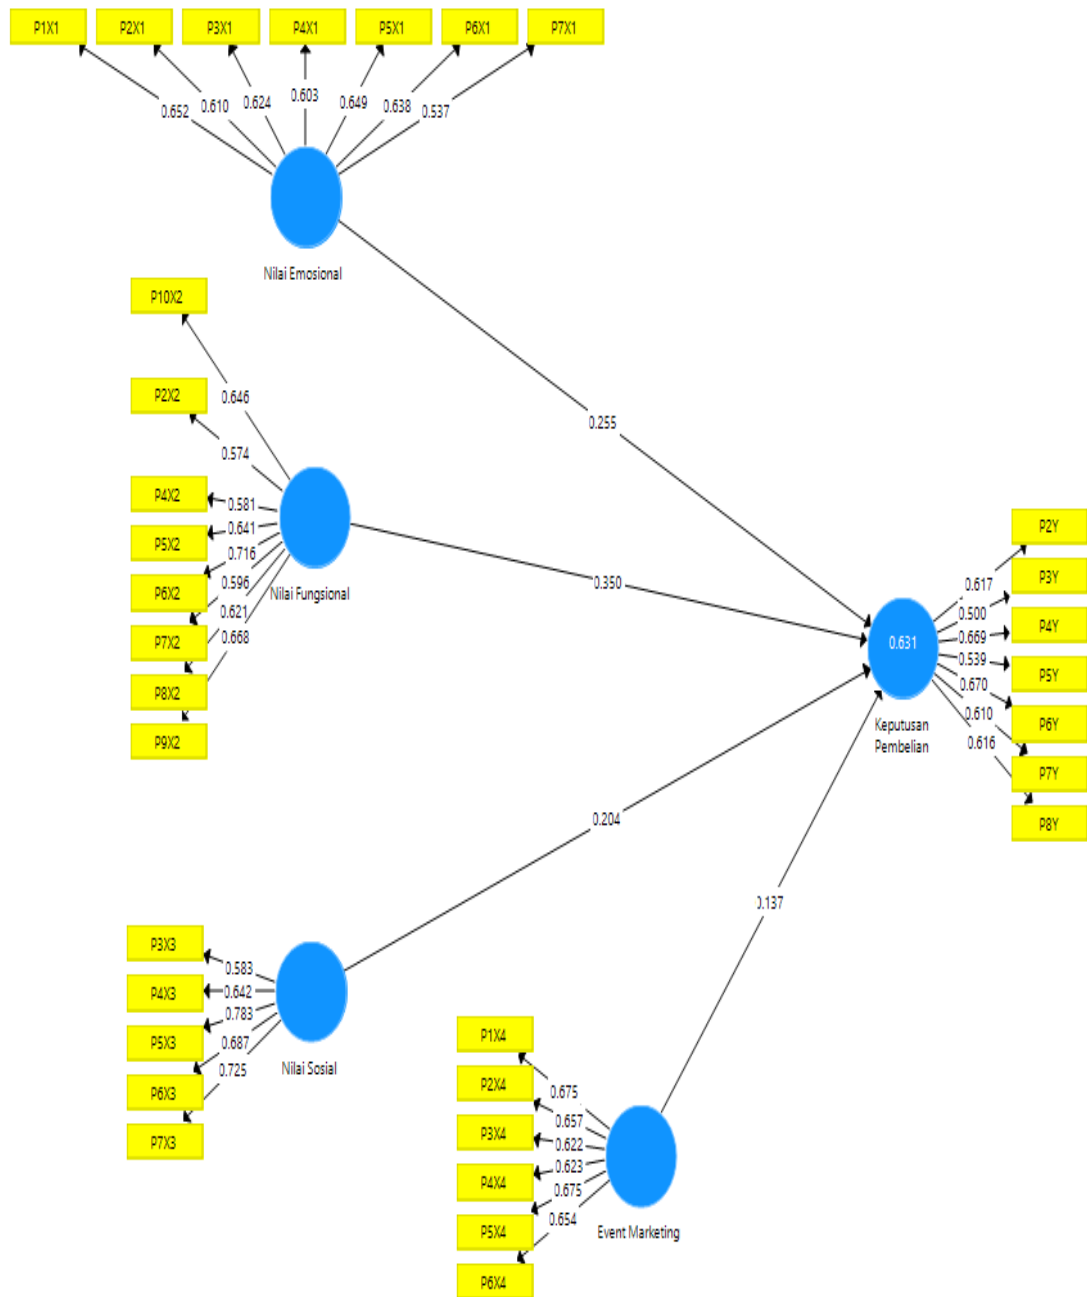 P1X1 P2X1 P3X1 P4X1 P5X1 P6X1 P7X1
0.652 0.610 0.624 0.603 0.649 0.638 0.537
Nilai Emosional
P10X2
P2X2
P4X2
P5X2
P6X2
P7X2
P8X2
P9X2
0.646
0.574
0.581
0.641
0.716
0.596
0.621
0.668
Nilai Fungsional
0.255
0.350
0.204
0.137
0.631
Keputusan
Pembelian
0.617
0.500
0.669
0.539
0.670
0.610
0.616
P2Y
P3Y
P4Y
P5Y
P6Y
P7Y
P8Y
P3X3
P4X3
P5X3
P6X3
P7X3
0.583
0.642
0.783
0.687
0.725
Nilai Sosial
P1X4
P2X4
P3X4
P4X4
P5X4
P6X4
0.675
0.657
0.622
0.623
0.675
0.654
Event Marketing